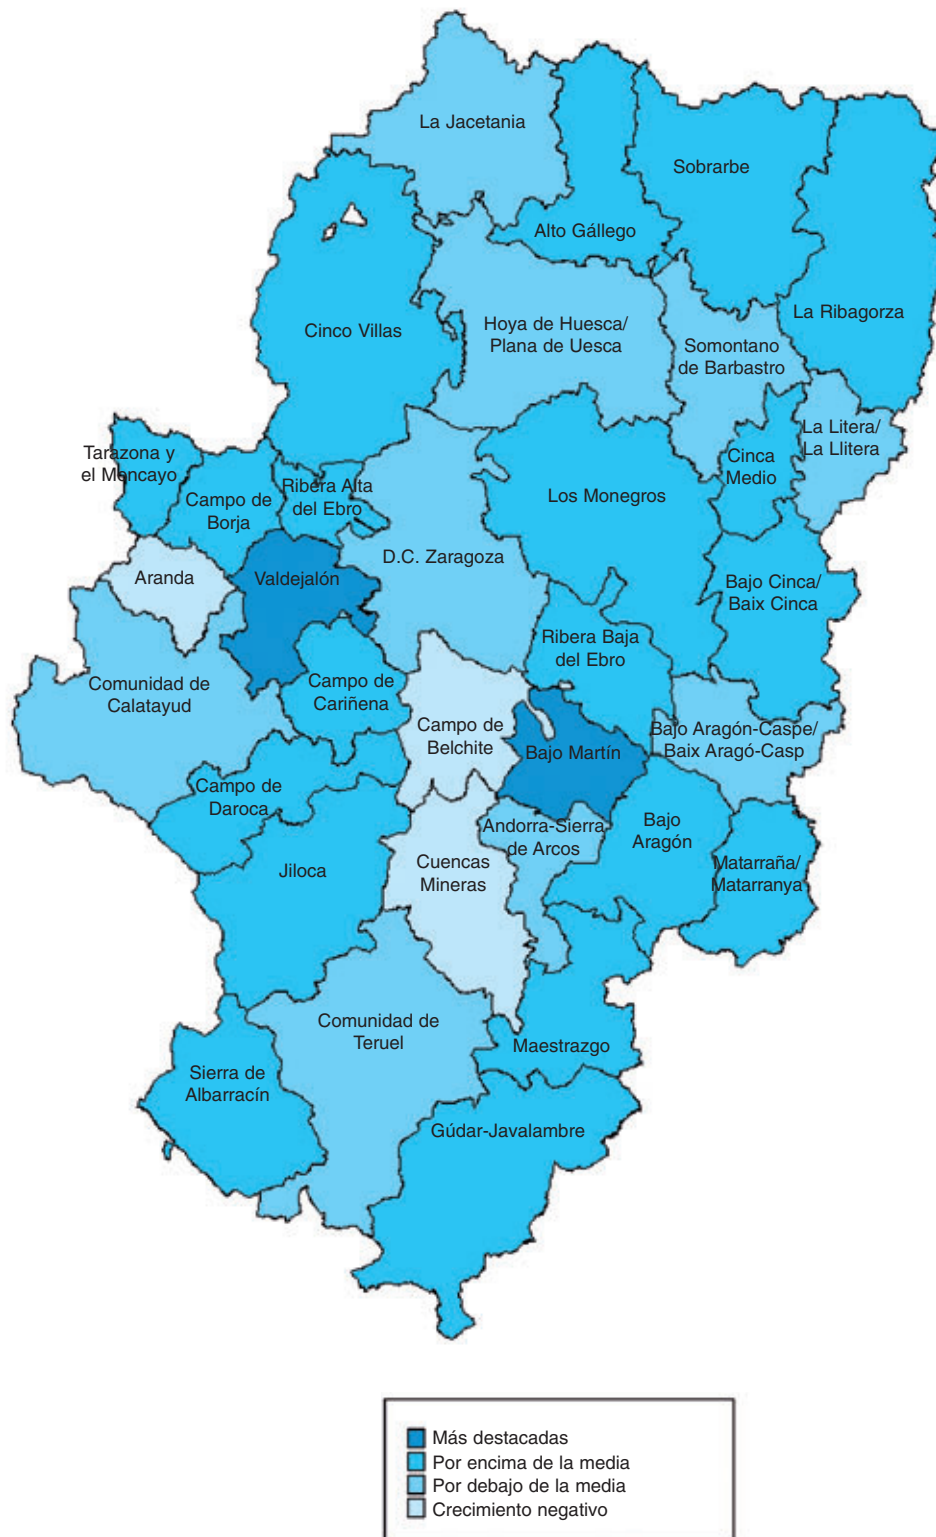 La Jacetania
Sobrarbe
Alto Gállego
La Ribagorza
Cinco Villas
Hoya de Huesca/
Plana de Uesca
Somontano
de Barbastro
La Litera/
La Llitera
Tarazona y
el Moncayo
Cinca
Medio
Ribera Alta
del Ebro
Campo de
Borja
Los Monegros
D.C. Zaragoza
Aranda
Valdejalón
Bajo Cinca/
Baix Cinca
Ribera Baja
del Ebro
Comunidad de
Calatayud
Campo de
Cariñena
Campo de
Belchite
Bajo Aragón-Caspe/
Baix Aragó-Casp
Bajo Martín
Campo de
Daroca
Andorra-Sierra
de Arcos
Bajo
Aragón
Jiloca
Cuencas
Mineras
Matarraña/
Matarranya
Comunidad de
Teruel
Maestrazgo
Sierra de
Albarracín
Gúdar-Javalambre
Más destacadas
Por encima de la media
Por debajo de la media
Crecimiento negativo